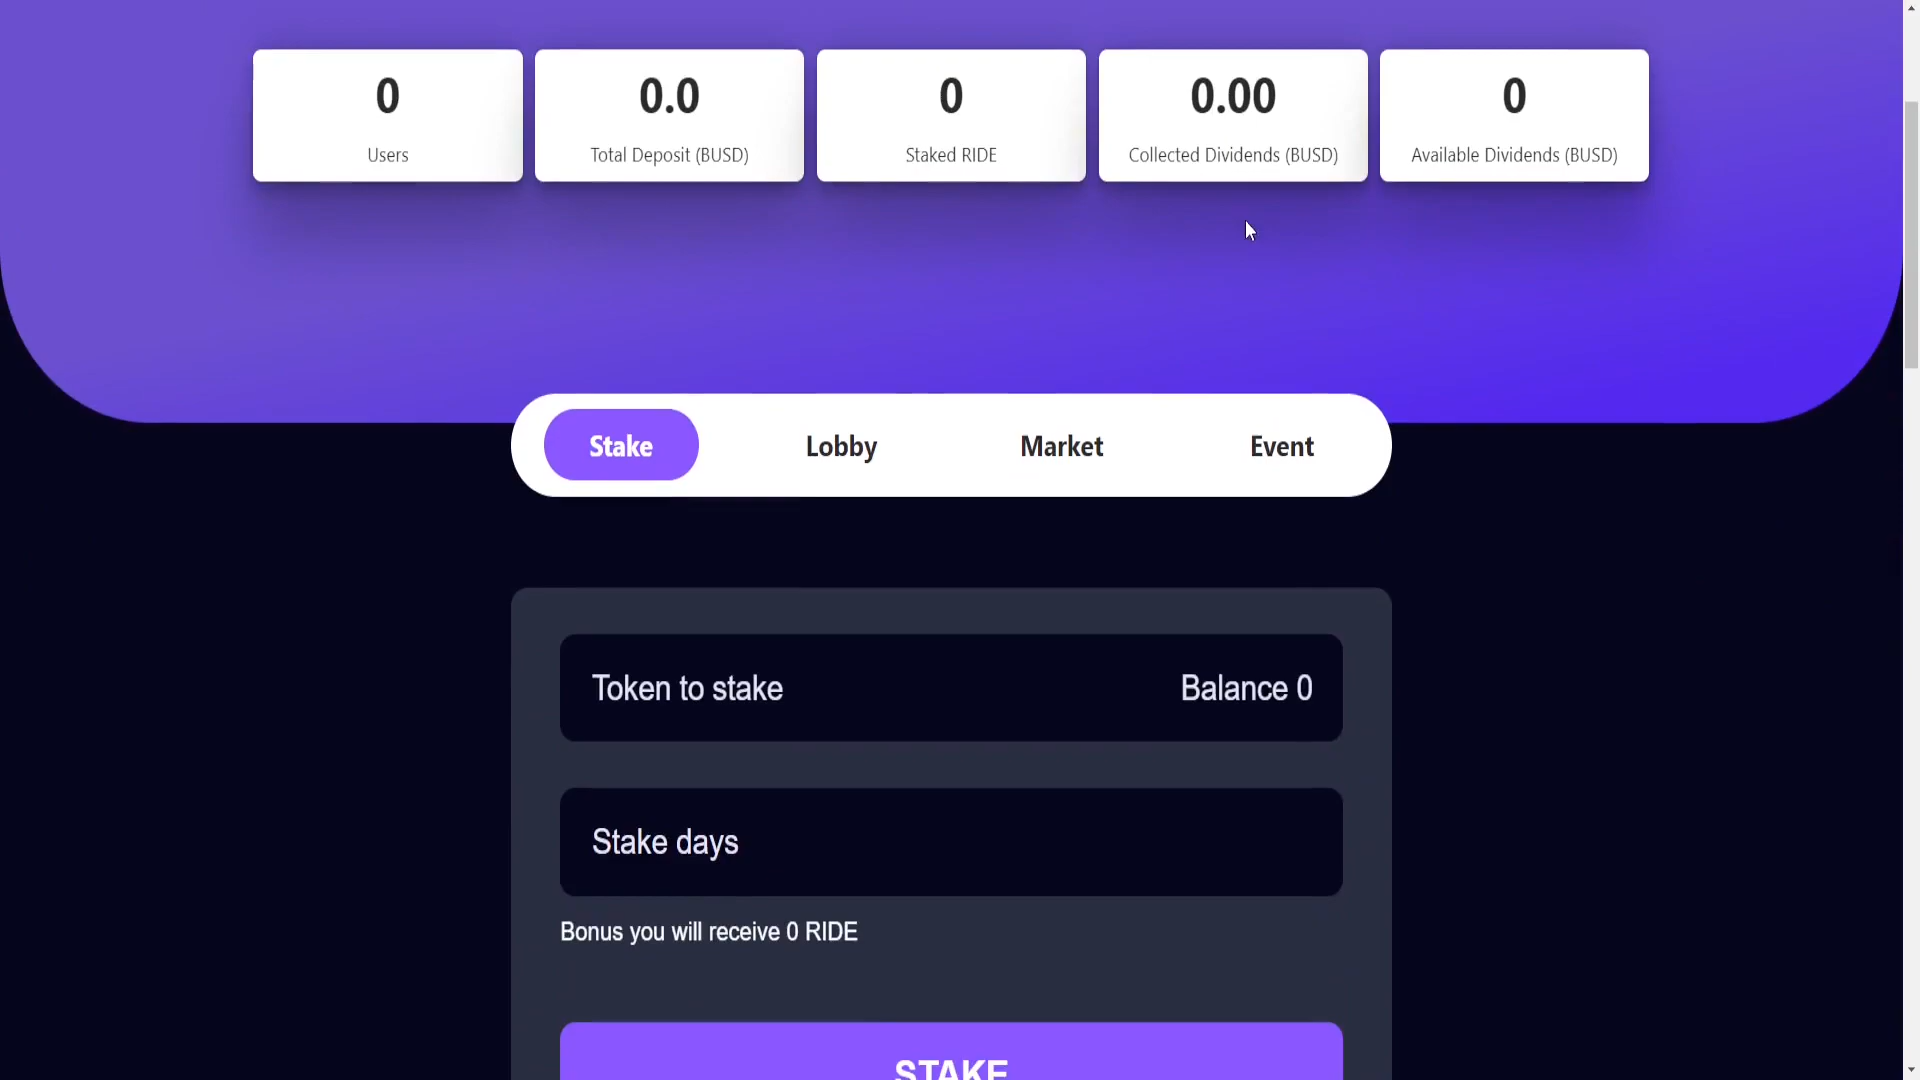 0
Users
0.0
Total Deposit (BUSD)
0
Staked RIDE
0.00
Collected Dividends (BUSD)
0
Available Dividends (BUSD)
Stake
Lobby
Market
Event
Token to stake
Balance 0
Stake days
Bonus you will receive 0 RIDE
STAKE